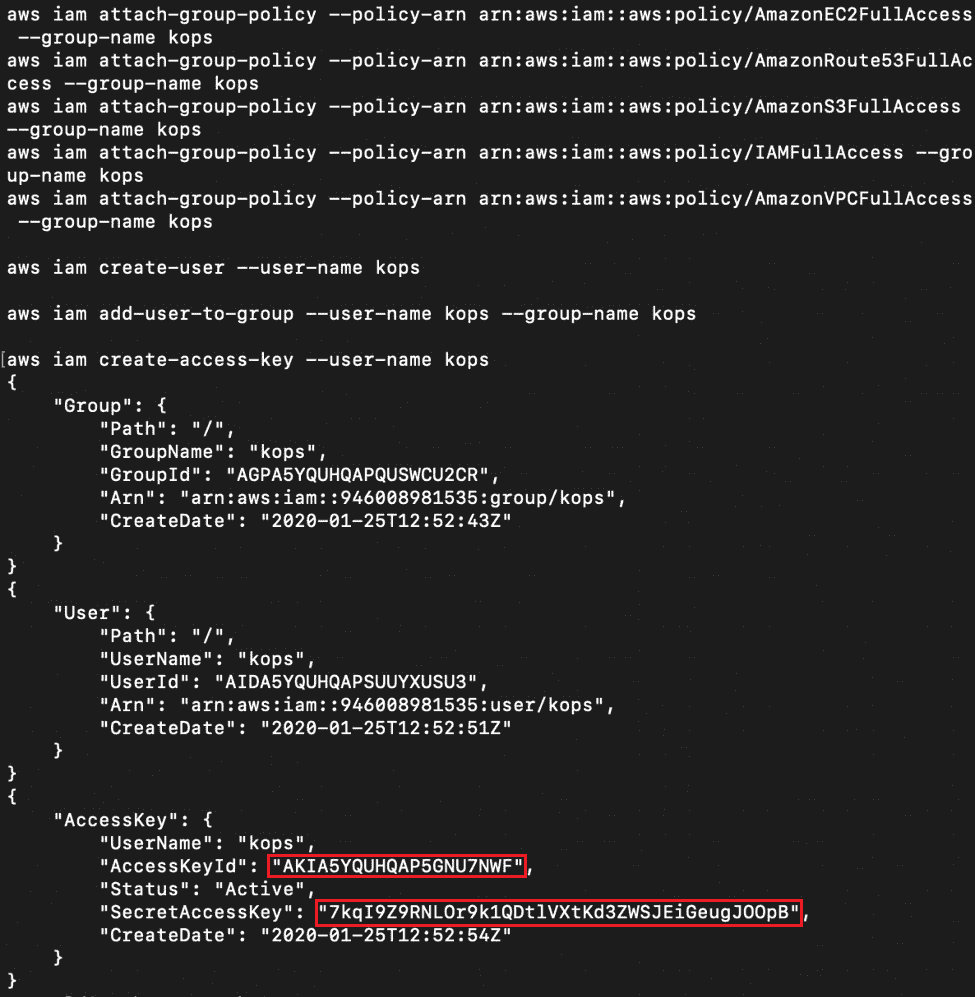 aws iam attach-group-policy --policy-arn arn:aws:iam::aws:policy/AmazonEC2FullAccess
--group-name kops
aws iam attach-group-policy --policy-arn arn:aws:iam::aws:policy/AmazonRoute53FullAc
cess --group-name kops
aws iam attach-group-policy --policy-arn arn:aws:iam::aws:policy/AmazonS3FullAccess
--group-name kops
aws iam attach-group-policy --policy-arn arn:aws:iam::aws:policy/IAMFullAccess --gro
up-name kops
aws iam attach-group-policy --policy-arn arn:aws:iam::aws:policy/AmazonVPCFullAccess
--group-name kops
aws iam create-user --user-name kops
aws iam add-user-to-group --user-name kops --group-name kops
[aws iam create-access-key --user-name kops
{
"Group": {
"Path": "/",
"GroupName": "kops",
"GroupId": "AGPA5YQUHQAPQUSWCU2CR",
"Arn": "arn:aws:iam::946008981535:group/kops",
"CreateDate": "2020-01-25T12:52:43Z"
}
}
{
"User": {
"Path": "/",
"UserName": "kops",
"UserId": "AIDA5YQUHQAPSUUYXUSU3",
"Arn": "arn:aws:iam::946008981535:user/kops",
"CreateDate": "2020-01-25T12:52:51Z"
}
}
{
"AccessKey": {
"UserName": "kops",
"AccessKeyId": "AKIA5YQUHQAP5GNU7NWF",
"Status": "Active",
"SecretAccessKey": "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",
"CreateDate": "2020-01-25T12:52:54Z"
}
}